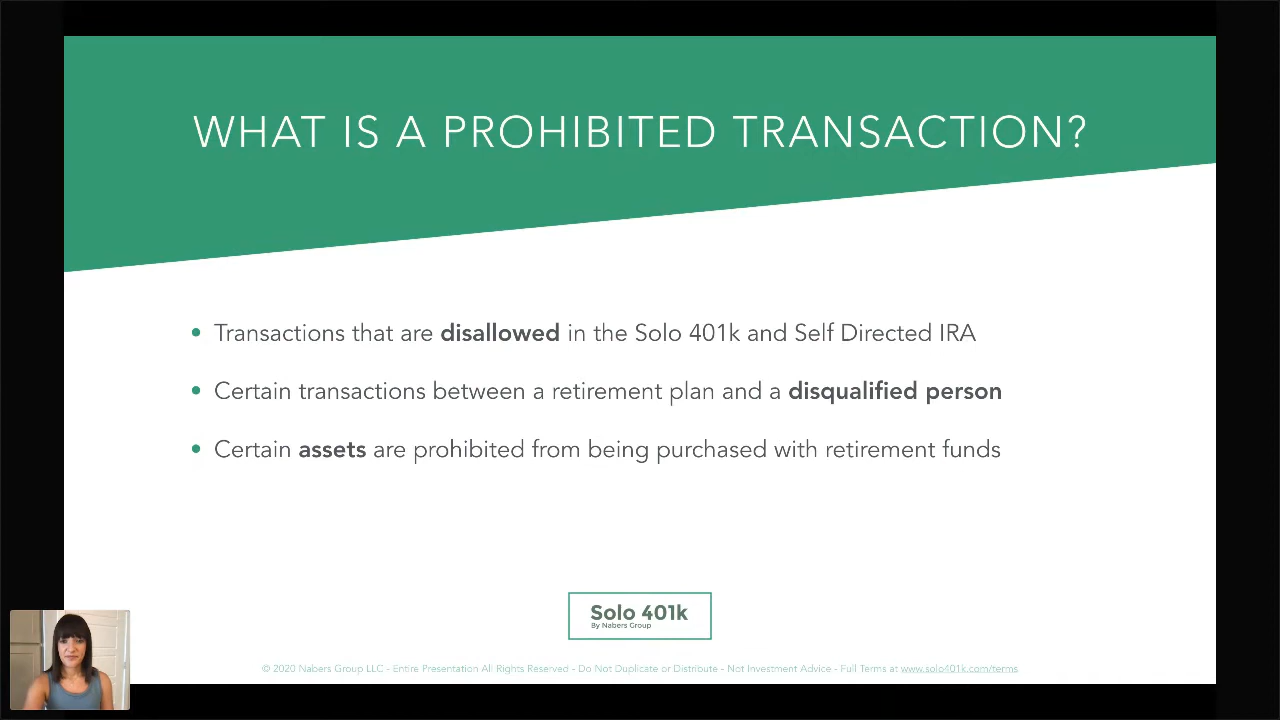 WHAT IS A PROHIBITED TRANSACTION?
• Transactions that are disallowed in the Solo 401k and Self Directed IRA
• Certain transactions between a retirement plan and a disqualified person
• Certain assets are prohibited from being purchased with retirement funds
Solo 401k
By Nabers Group
© 2020 Nabers Group LLC - Entire Presentation All Rights Reserved - Do Not Duplicate or Distribute - Not Investment Advice - Full Terms at www.solo401k.com/terms